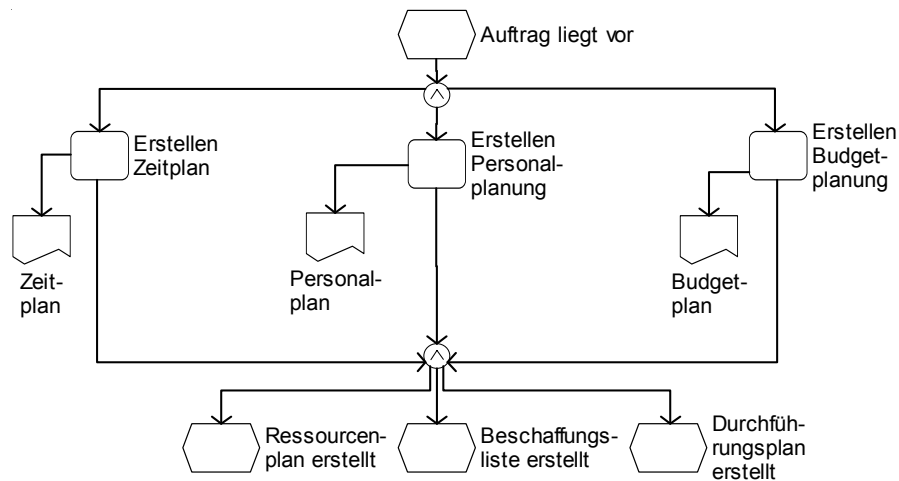 Auftrag liegt vor
Erstellen
Zeitplan
Erstellen
Personal-
planung
Erstellen
Budget-
planung
Zeit-
plan
Personal-
plan
Budget-
plan
Ressourcen-
plan erstellt
Beschaffungs-
liste erstellt
Durchfüh-
rungsplan
erstellt